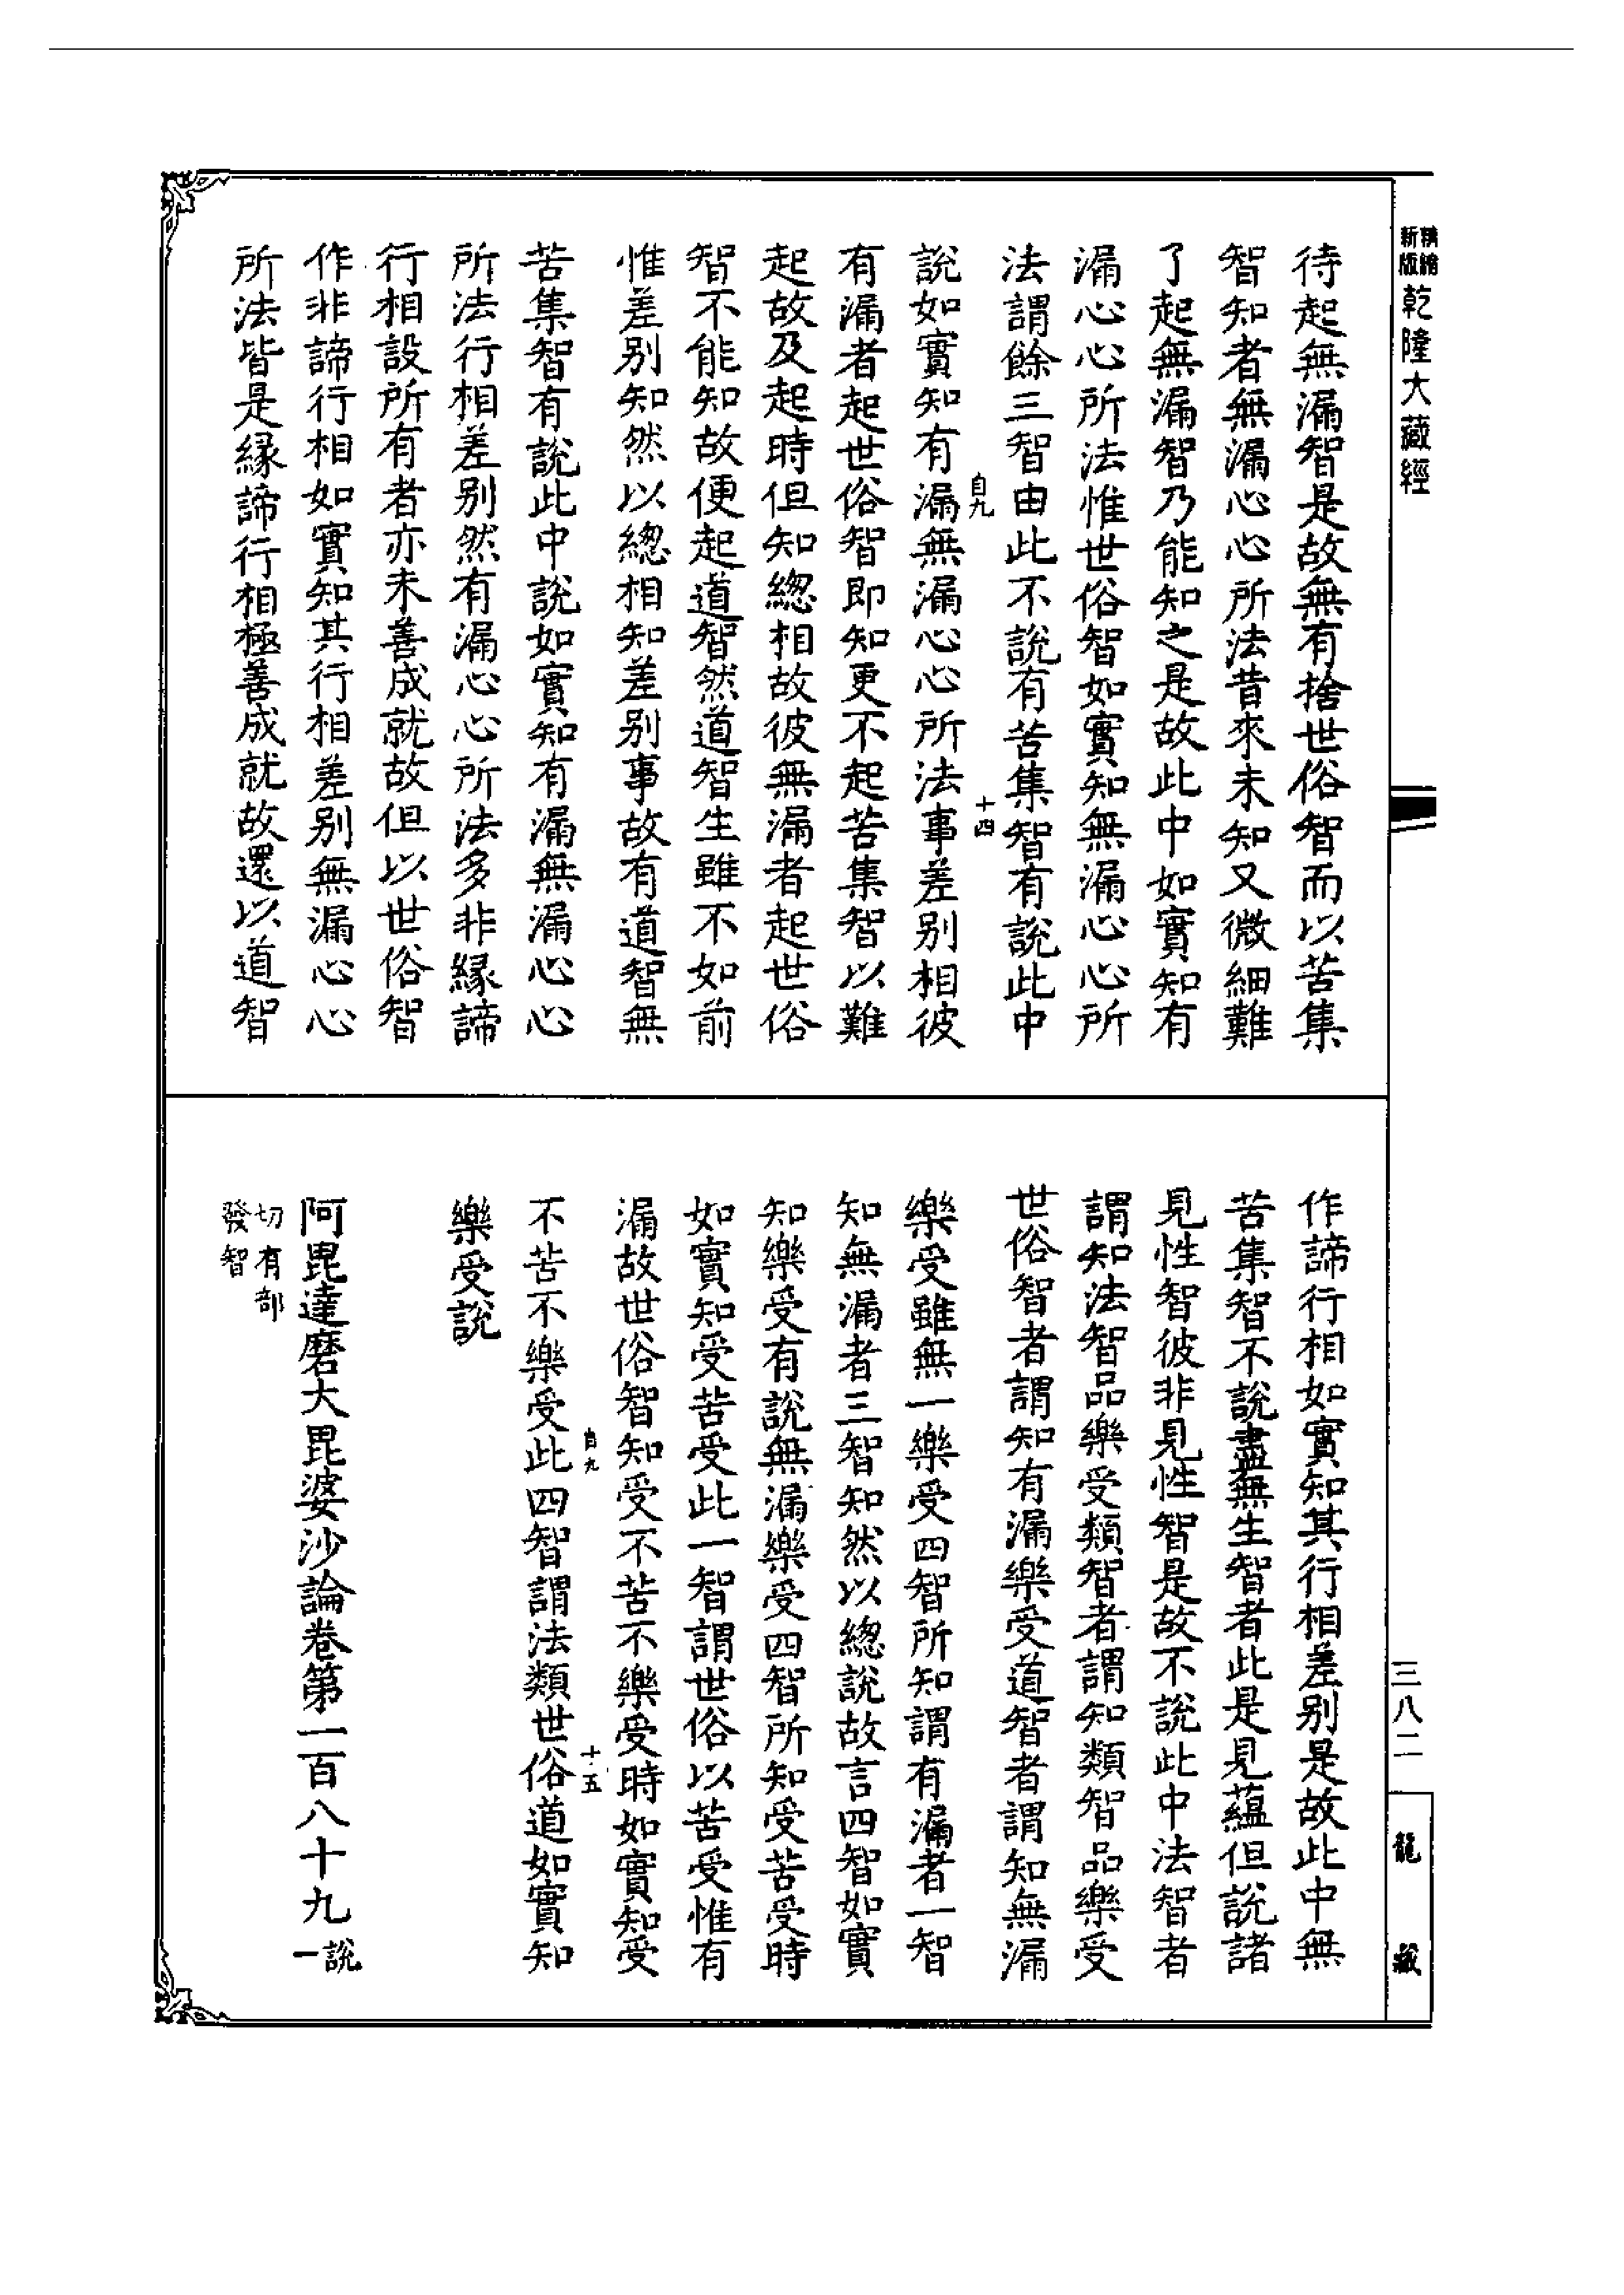 精繪新版乾隆大藏經
待起無漏智是故無有捨世俗智而以苦集
智知者無漏心心所法昔來未知又微細難
了起無漏智乃能知之是故此中如實知有
漏心心所法惟世俗智如實知無漏心心所
法謂餘三智由此不說有苦集智有說此中
自九 十四
說如實知有漏無漏心心所法事差別相彼
有漏者起世俗智即知更不起苦集智以難
起故及起時但知總相故彼無漏者起世俗
智不能知故便起道智然道智生雖不如前
惟差別知然以總相知差別事故有道智無
苦集智有說此中說如實知有漏無漏心心
所法行相差別然有漏心心所法多非緣諦
行相設所有者亦未善成就故但以世俗智
作非諦行相如實知其行相差別無漏心心
所法皆是緣諦行相極善成就故還以道智
作諦行相如實知其行相差別是故此中無
苦集智不說盡無生智者此是見蘊但說諸
見性智彼非見性智是故不說此中法智者
謂知法智品樂受類智者謂知類智品樂受
世俗智者謂知有漏樂受道智者謂知無漏
樂受雖無一樂受四智所知謂有漏者一智
知無漏者三智知然以總說故言四智如實
知樂受有說無漏樂受四智所知受苦受時
如實知受苦受此一智謂世俗以苦受惟有
漏故世俗智知受不苦不樂受時如實知受
自九 十五
不苦不樂受此四智謂法類世俗道如實知
樂受說
阿毘達磨大毘婆沙論卷第一百八十九說一
切有部
發智
三八二
龍藏